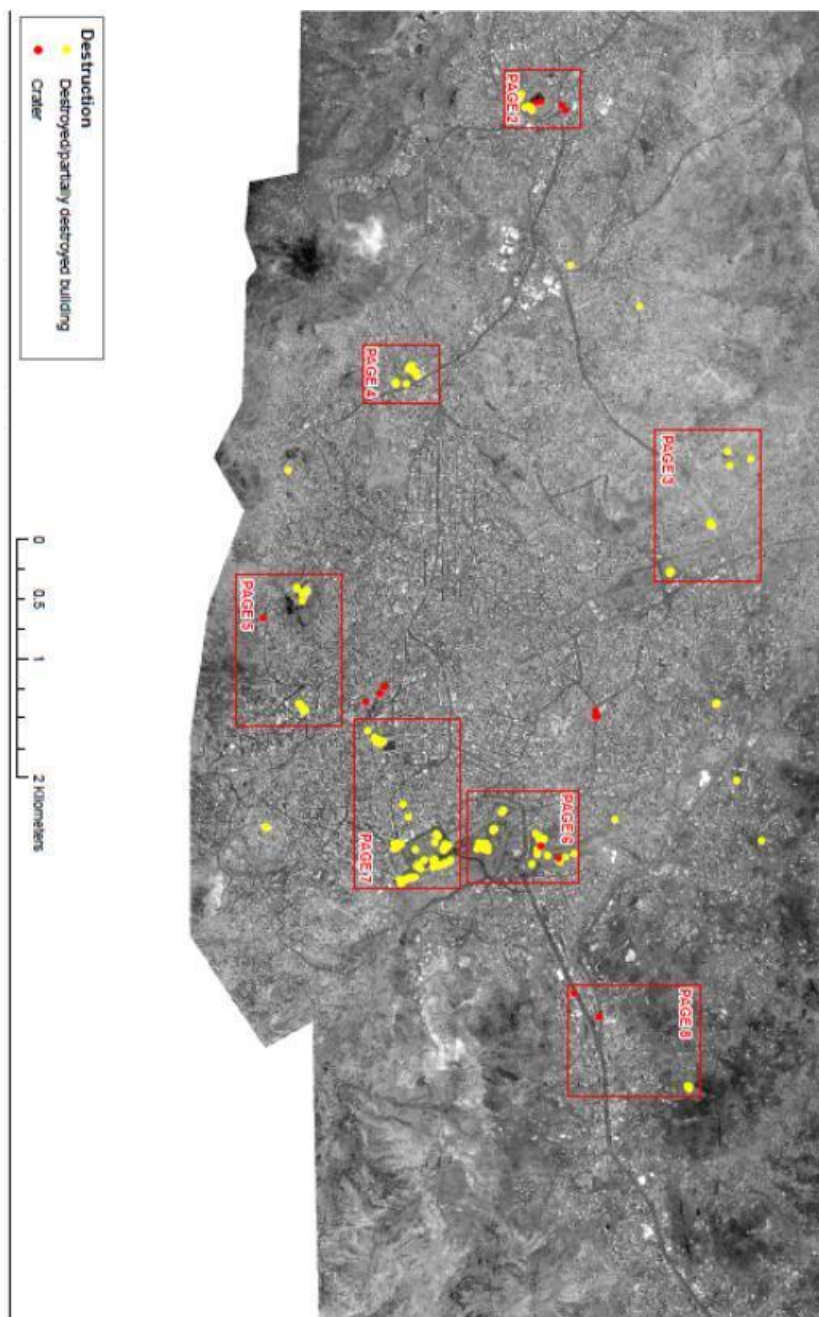 Destruction
Destroyed/partially destroyed building
Crater
0 0.5 1 2 Kilometers
PAGE 2
PAGE 4
PAGE 3
PAGE 5
PAGE 7
PAGE 6
PAGE 8